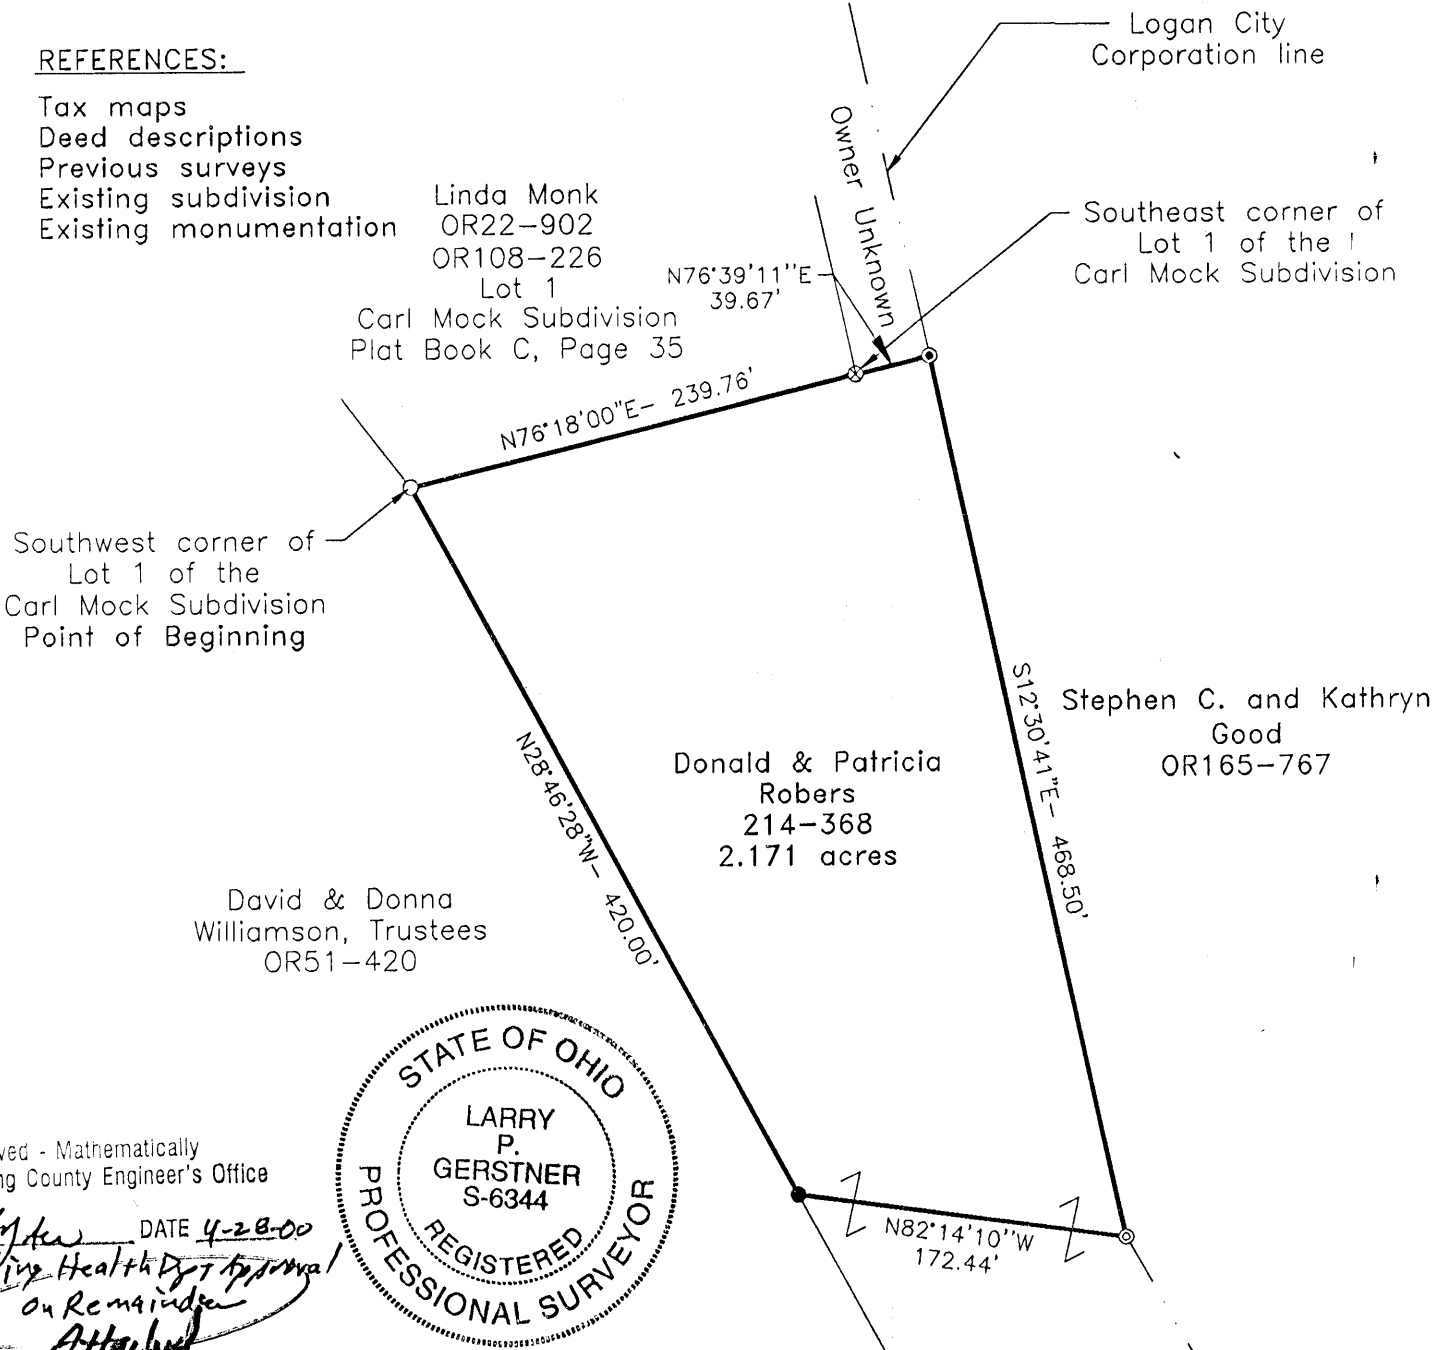 REFERENCES:
Tax maps
Deed descriptions
Previous surveys
Existing subdivision
Existing monumentation
Linda Monk
OR22-902
OR108-226
Lot 1
Carl Mock Subdivision
Plat Book C, Page 35
Logan City
Corporation line
Owner Unknown
Southeast corner of
Lot 1 of the
Carl Mock Subdivision
N76°39'11"E
39.67'
N76°18'00"E- 239.76'
Southwest corner of
Lot 1 of the
Carl Mock Subdivision
Point of Beginning
N28°46'28"W- 420.00'
S12°30'41"E- 468.50'
Stephen C. and Kathryn
Good
OR165-767
Donald & Patricia
Robers
214-368
2.171 acres
David & Donna
Williamson, Trustees
OR51-420
N82°14'10"W
172.44'
STATE OF OHIO
LARRY
P.
GERSTNER
S-6344
REGISTERED
PROFESSIONAL SURVEYOR
ved - Mathematically
ng County Engineer's Office
DATE 4-28-00
Health Dept Approval
on Remainder
Attached